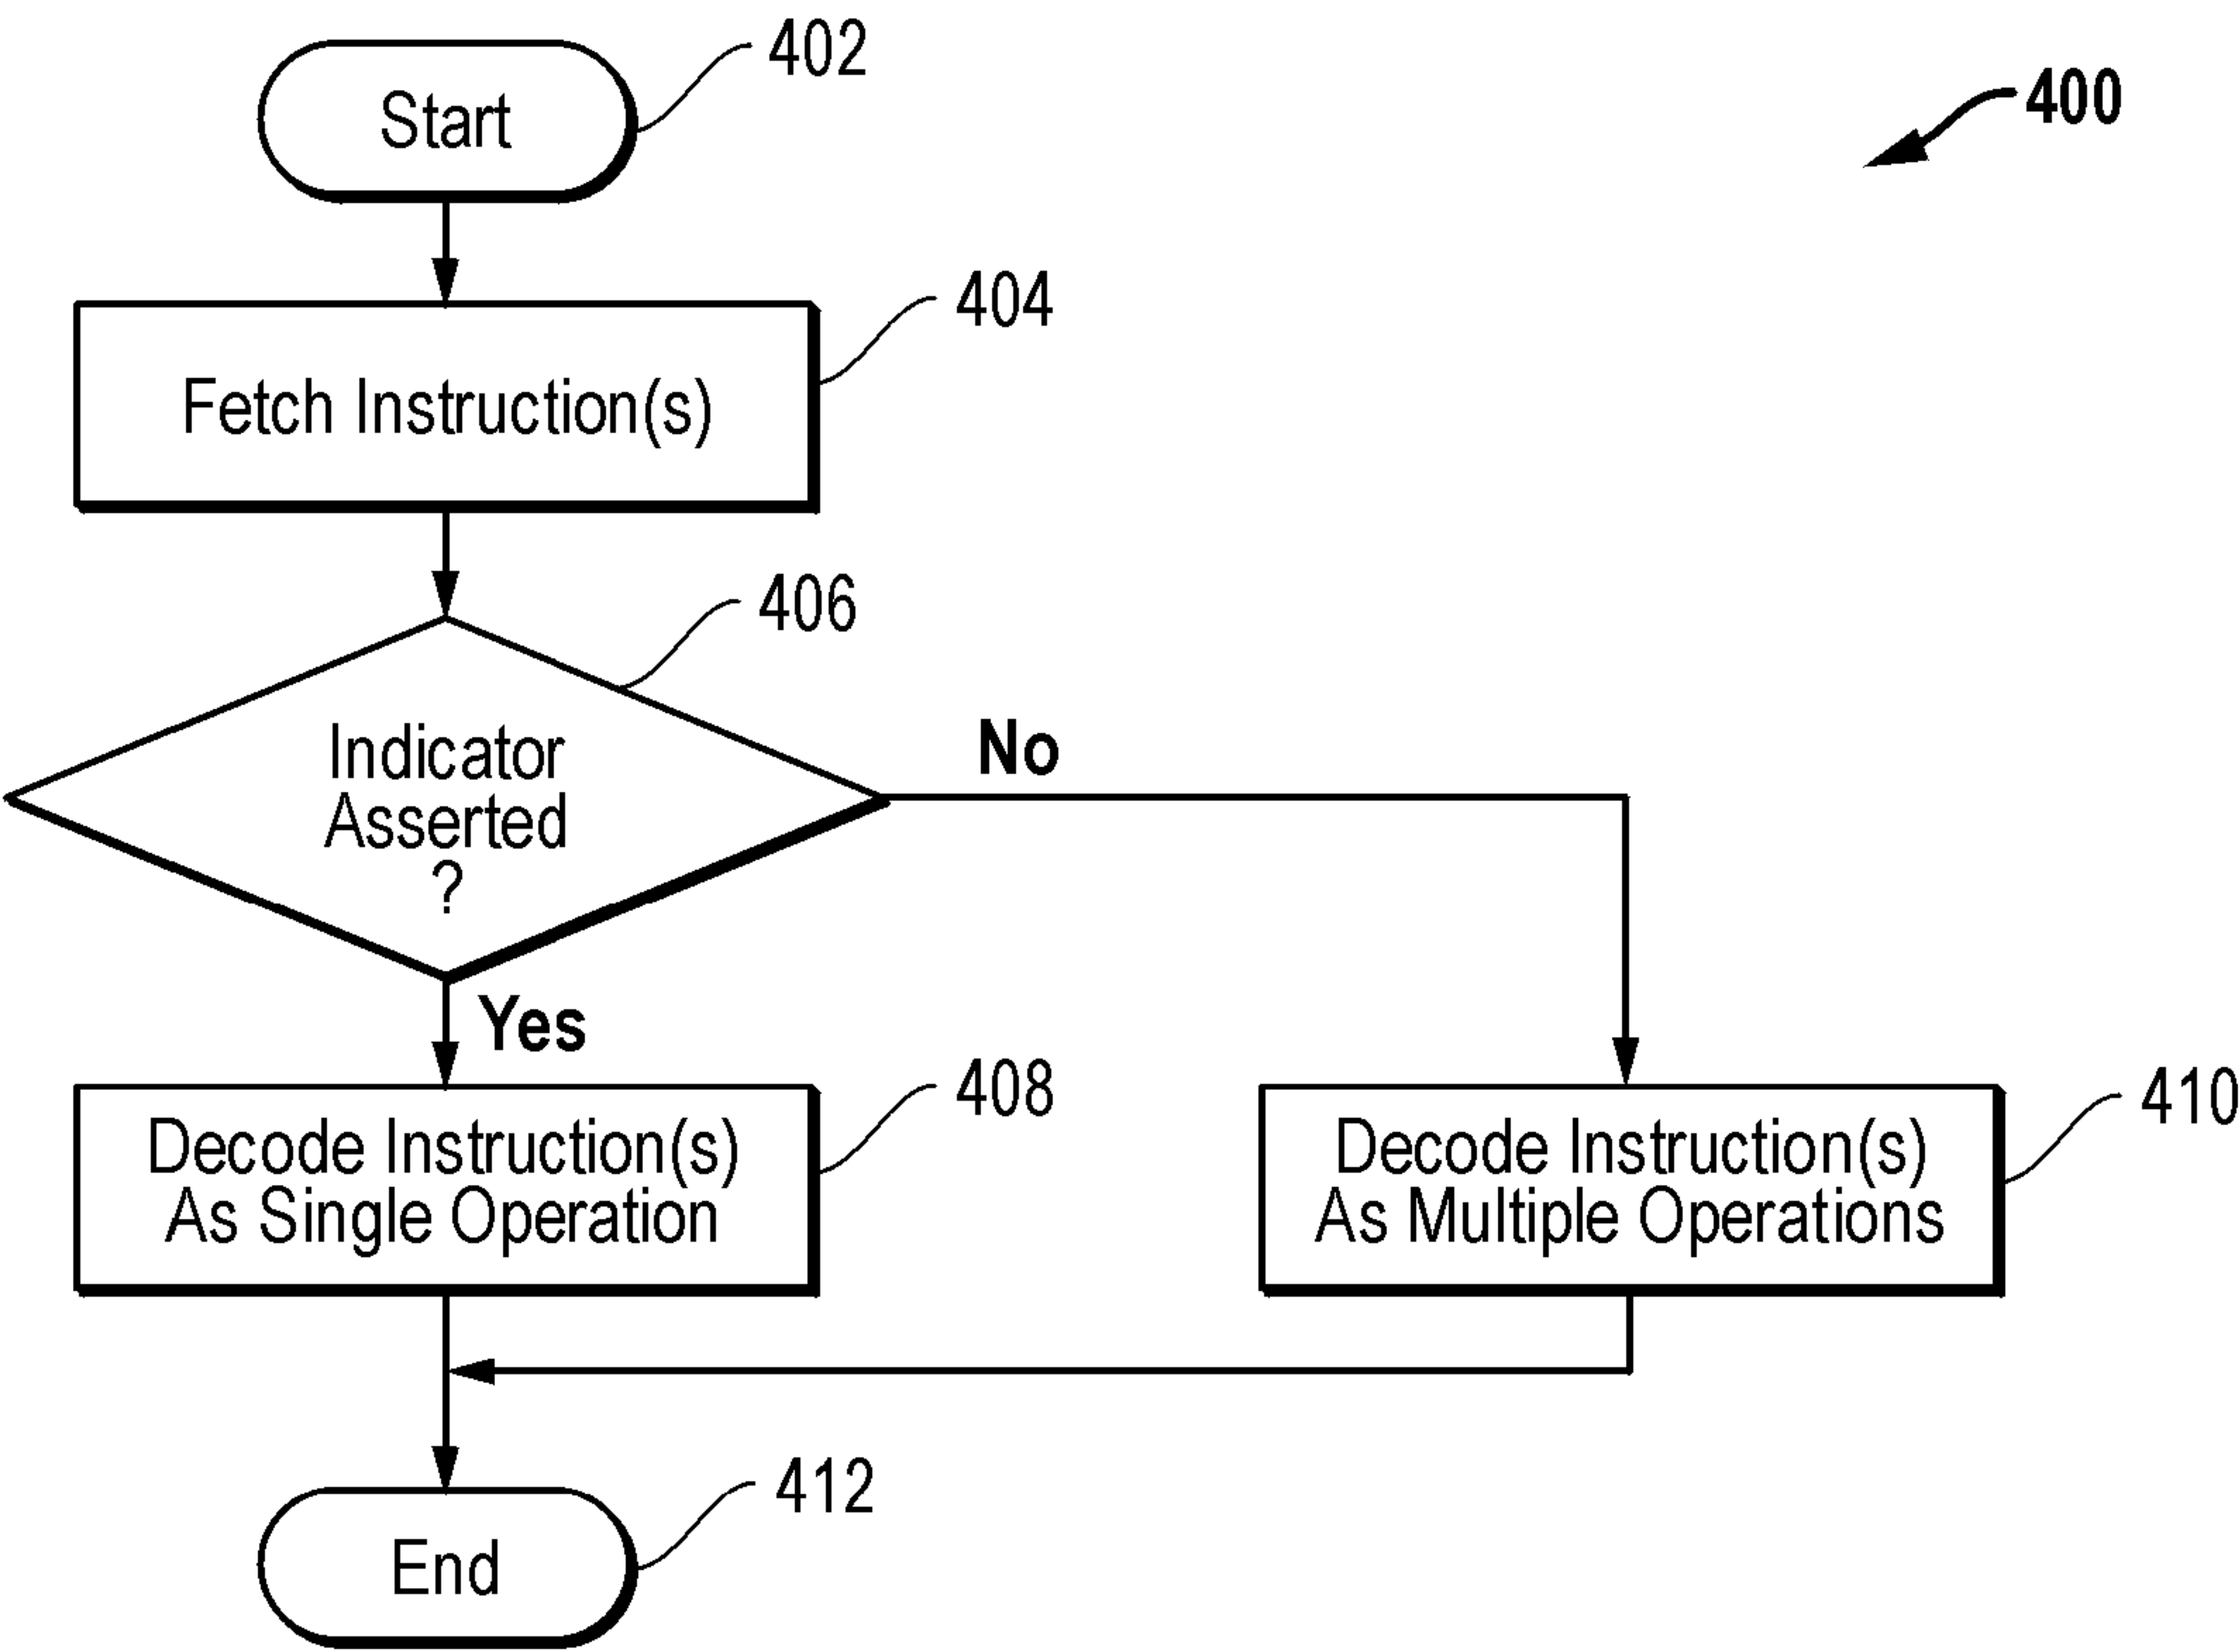 402
Start
400
404
Fetch Instruction(s)
406
Indicator
Asserted
?
No
Yes
408
Decode Instruction(s)
As Single Operation
410
Decode Instruction(s)
As Multiple Operations
412
End